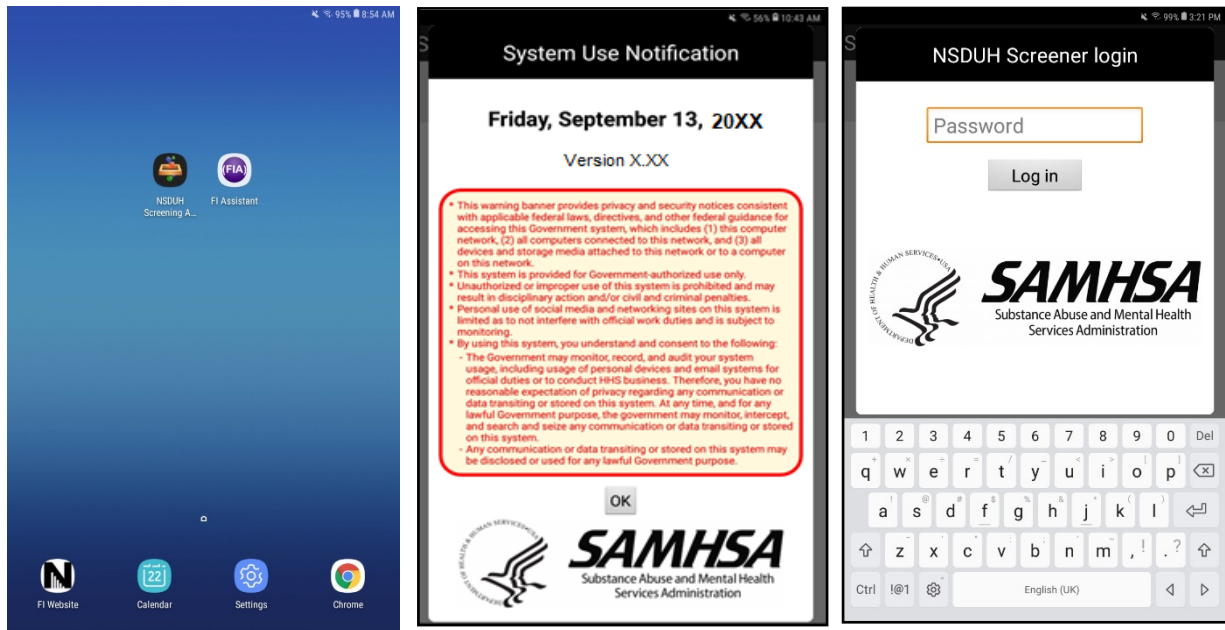 95% 8:54 AM
NSDUH
Screening A...
FI Assistant
(FIA)
22
FI Website
Calendar
Settings
Chrome
56% 10:43 AM
S
System Use Notification
Friday, September 13, 20XX
Version X.XX
* This warning banner provides privacy and security notices consistent
with applicable federal laws, directives, and other federal guidance for
accessing this Government system, which includes (1) this computer
network, (2) all computers connected to this network, and (3) all
devices and storage media attached to this network or to a computer
on this network.
* This system is provided for Government-authorized use only.
* Unauthorized or improper use of this system is prohibited and may
result in disciplinary action and/or civil and criminal penalties.
* Personal use of social media and networking sites on this system is
limited as to not interfere with official work duties and is subject to
monitoring.
* By using this system, you understand and consent to the following:
- The Government may monitor, record, and audit your system
usage, including usage of personal devices and email systems for
official duties or to conduct HHS business. Therefore, you have no
reasonable expectation of privacy regarding any communication or
data transiting or stored on this system. At any time, and for any
lawful Government purpose, the government may monitor, intercept,
and search and seize any communication or data transiting or stored
on this system.
- Any communication or data transiting or stored on this system may
be disclosed or used for any lawful Government purpose.
OK
DEPARTMENT OF HEALTH & HUMAN SERVICES • USA
SAMHSA
Substance Abuse and Mental Health
Services Administration
99% 3:21 PM
S
NSDUH Screener login
Password
Log in
DEPARTMENT OF HEALTH & HUMAN SERVICES • USA
SAMHSA
Substance Abuse and Mental Health
Services Administration
1 2 3 4 5 6 7 8 9 0 Del
q w e r t y u i o p
a s d f g h j k l
z x c v b n m , ! . ?
Ctrl !@1 English (UK)